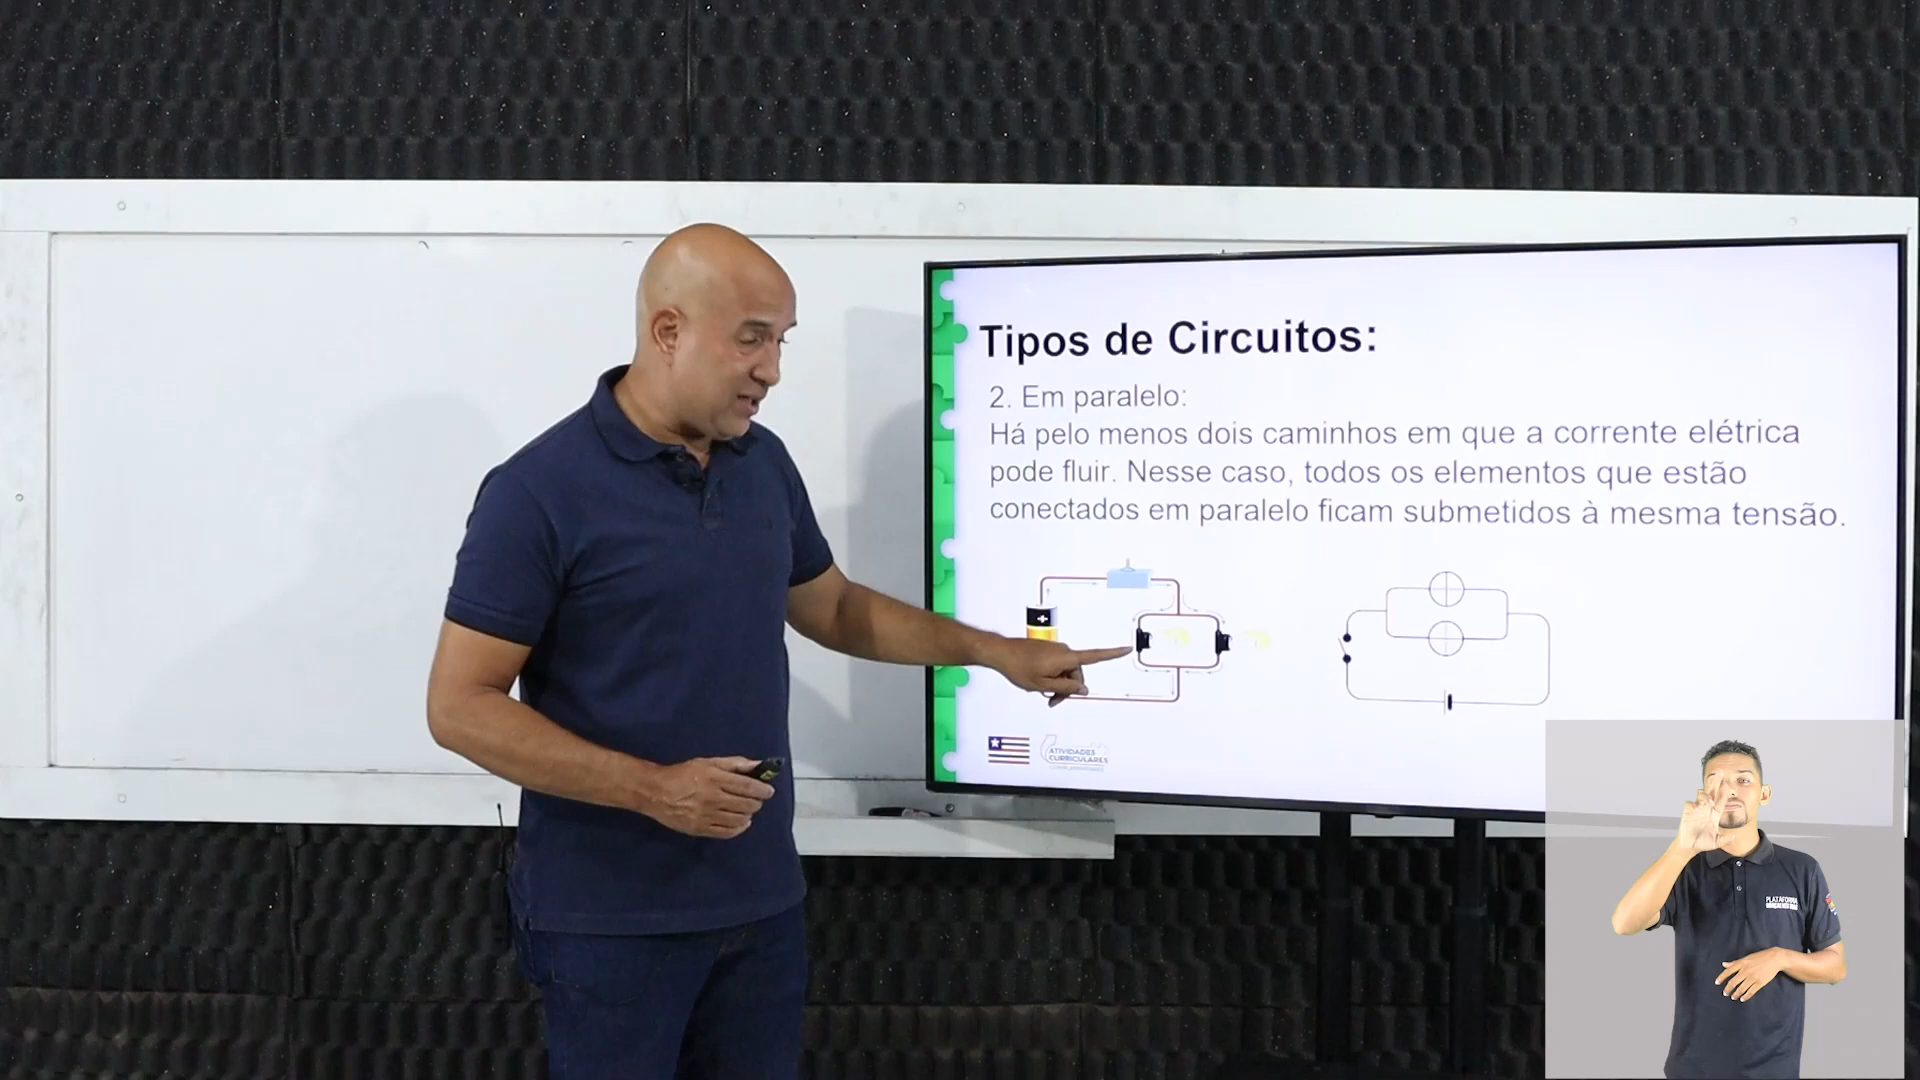 Tipos de Circuitos:
2. Em paralelo:
Há pelo menos dois caminhos em que a corrente elétrica
pode fluir. Nesse caso, todos os elementos que estão
conectados em paralelo ficam submetidos à mesma tensão.
+
ATIVIDADES
CURRICULARES
PLATAFORMA